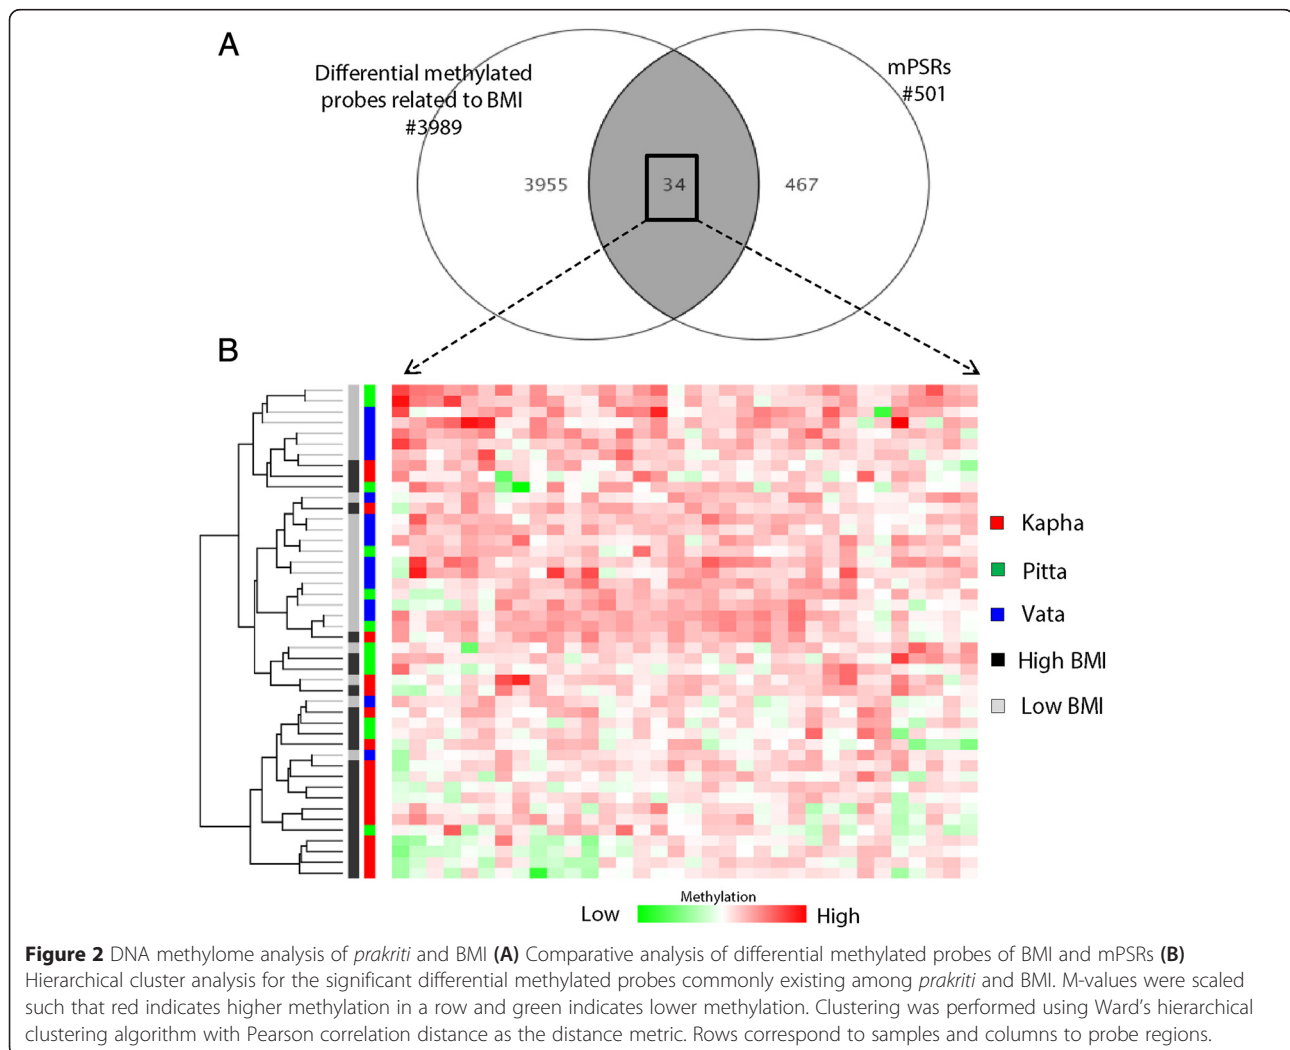 A
Differential methylated
probes related to BMI
#3989
mPSRs
#501
3955
34
467
B
Kapha
Pitta
Vata
High BMI
Low BMI
Methylation
Low
High
Figure 2 DNA methylome analysis of prakriti and BMI (A) Comparative analysis of differential methylated probes of BMI and mPSRs (B)
Hierarchical cluster analysis for the significant differential methylated probes commonly existing among prakriti and BMI. M-values were scaled
such that red indicates higher methylation in a row and green indicates lower methylation. Clustering was performed using Ward's hierarchical
clustering algorithm with Pearson correlation distance as the distance metric. Rows correspond to samples and columns to probe regions.